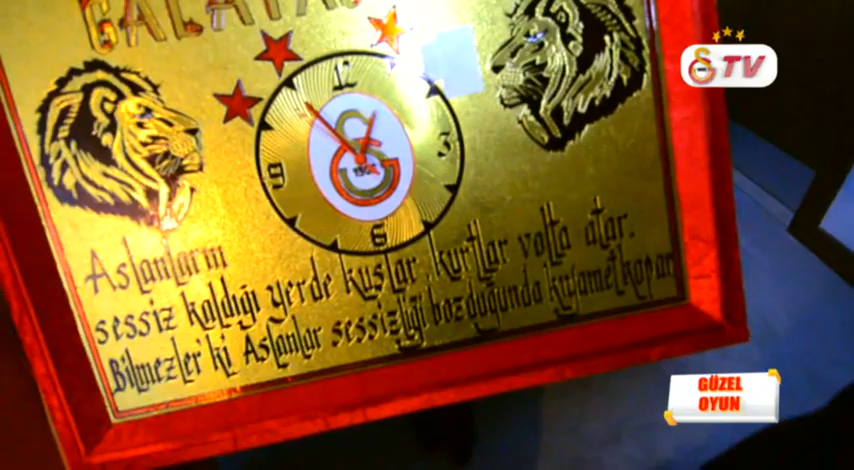 GALATA
TV
12
3
9
6
1905
Aslanların
sessiz kaldığı yerde kuşlar, kurtlar volta atar.
Bilmezler'ki Aslanlar sessizliği bozduğunda kıyamet kopar
GÜZEL
OYUN